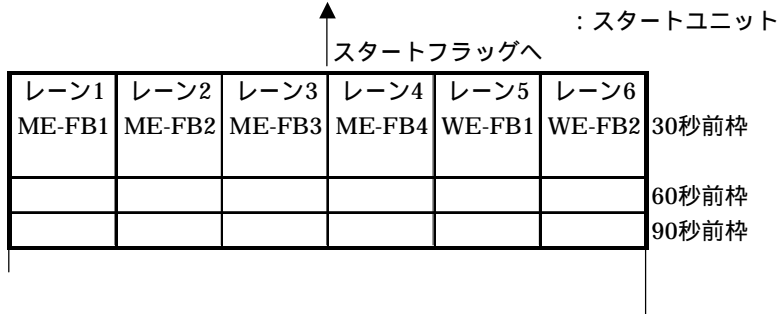 ：スタートユニット
スタートフラッグへ
レーン1 レーン2 レーン3 レーン4 レーン5 レーン6
ME-FB1 ME-FB2 ME-FB3 ME-FB4 WE-FB1 WE-FB2 30秒前枠
60秒前枠
90秒前枠